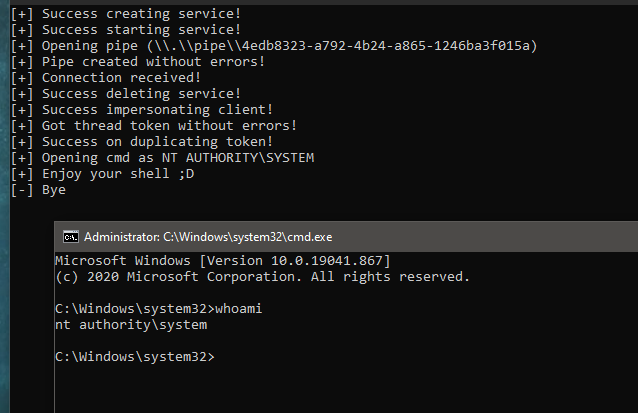 [+] Success creating service!
[+] Success starting service!
[+] Opening pipe (\\.\\pipe\\4edb8323-a792-4b24-a865-1246ba3f015a)
[+] Pipe created without errors!
[+] Connection received!
[+] Success deleting service!
[+] Success impersonating client!
[+] Got thread token without errors!
[+] Success on duplicating token!
[+] Opening cmd as NT AUTHORITY\SYSTEM
[+] Enjoy your shell ;D
[-] Bye
C:\. Administrator: C:\Windows\system32\cmd.exe
Microsoft Windows [Version 10.0.19041.867]
(c) 2020 Microsoft Corporation. All rights reserved.
C:\Windows\system32>whoami
nt authority\system
C:\Windows\system32>